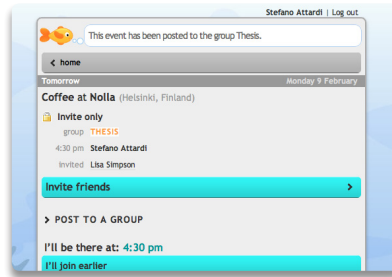 Stefano Attardi | Log out
This event has been posted to the group Thesis.
< home
Tomorrow Monday 9 February
Coffee at Nolla (Helsinki, Finland)
Invite only
group THESIS
4:30 pm Stefano Attardi
Invited Lisa Simpson
Invite friends >
> POST TO A GROUP
I'll be there at: 4:30 pm
I'll join earlier